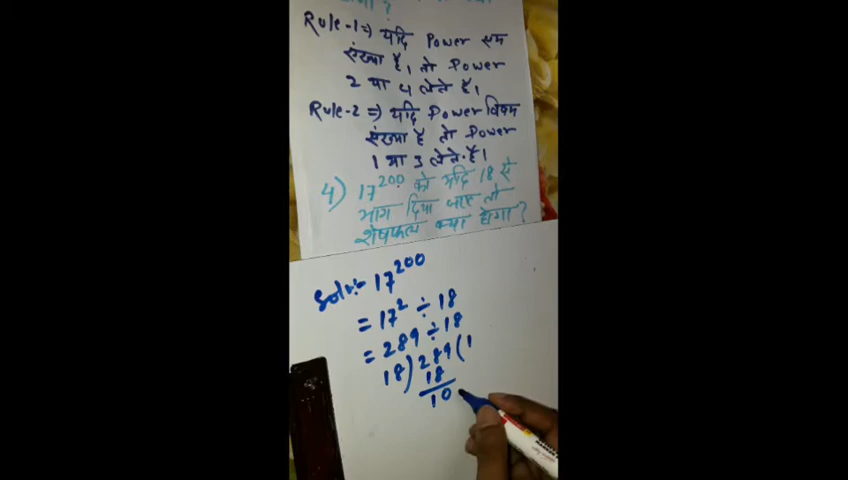 Rule-1⇒ यदि Power सम
संख्या है, तो Power
2 या 4 लेते हैं।
Rule-2 ⇒ यदि Power विषम
संख्या है तो Power
1 या 3 लेते हैं।
4) 17²⁰⁰ को यदि 18 से
भाग दिया जाए तो
शेषफल क्या होगा?
Soln:- 17²⁰⁰
= 17² ÷ 18
= 289 ÷ 18
18) 289 (1
18
10